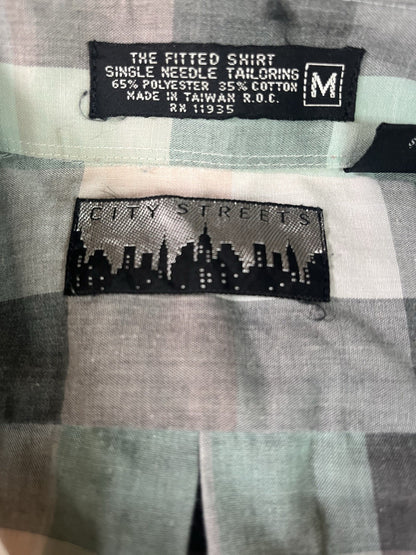 THE FITTED SHIRT
SINGLE NEEDLE TAILORING
65% POLYESTER 35% COTTON
MADE IN TAIWAN R.O.C.
RN 11935
M
CITY STREETS